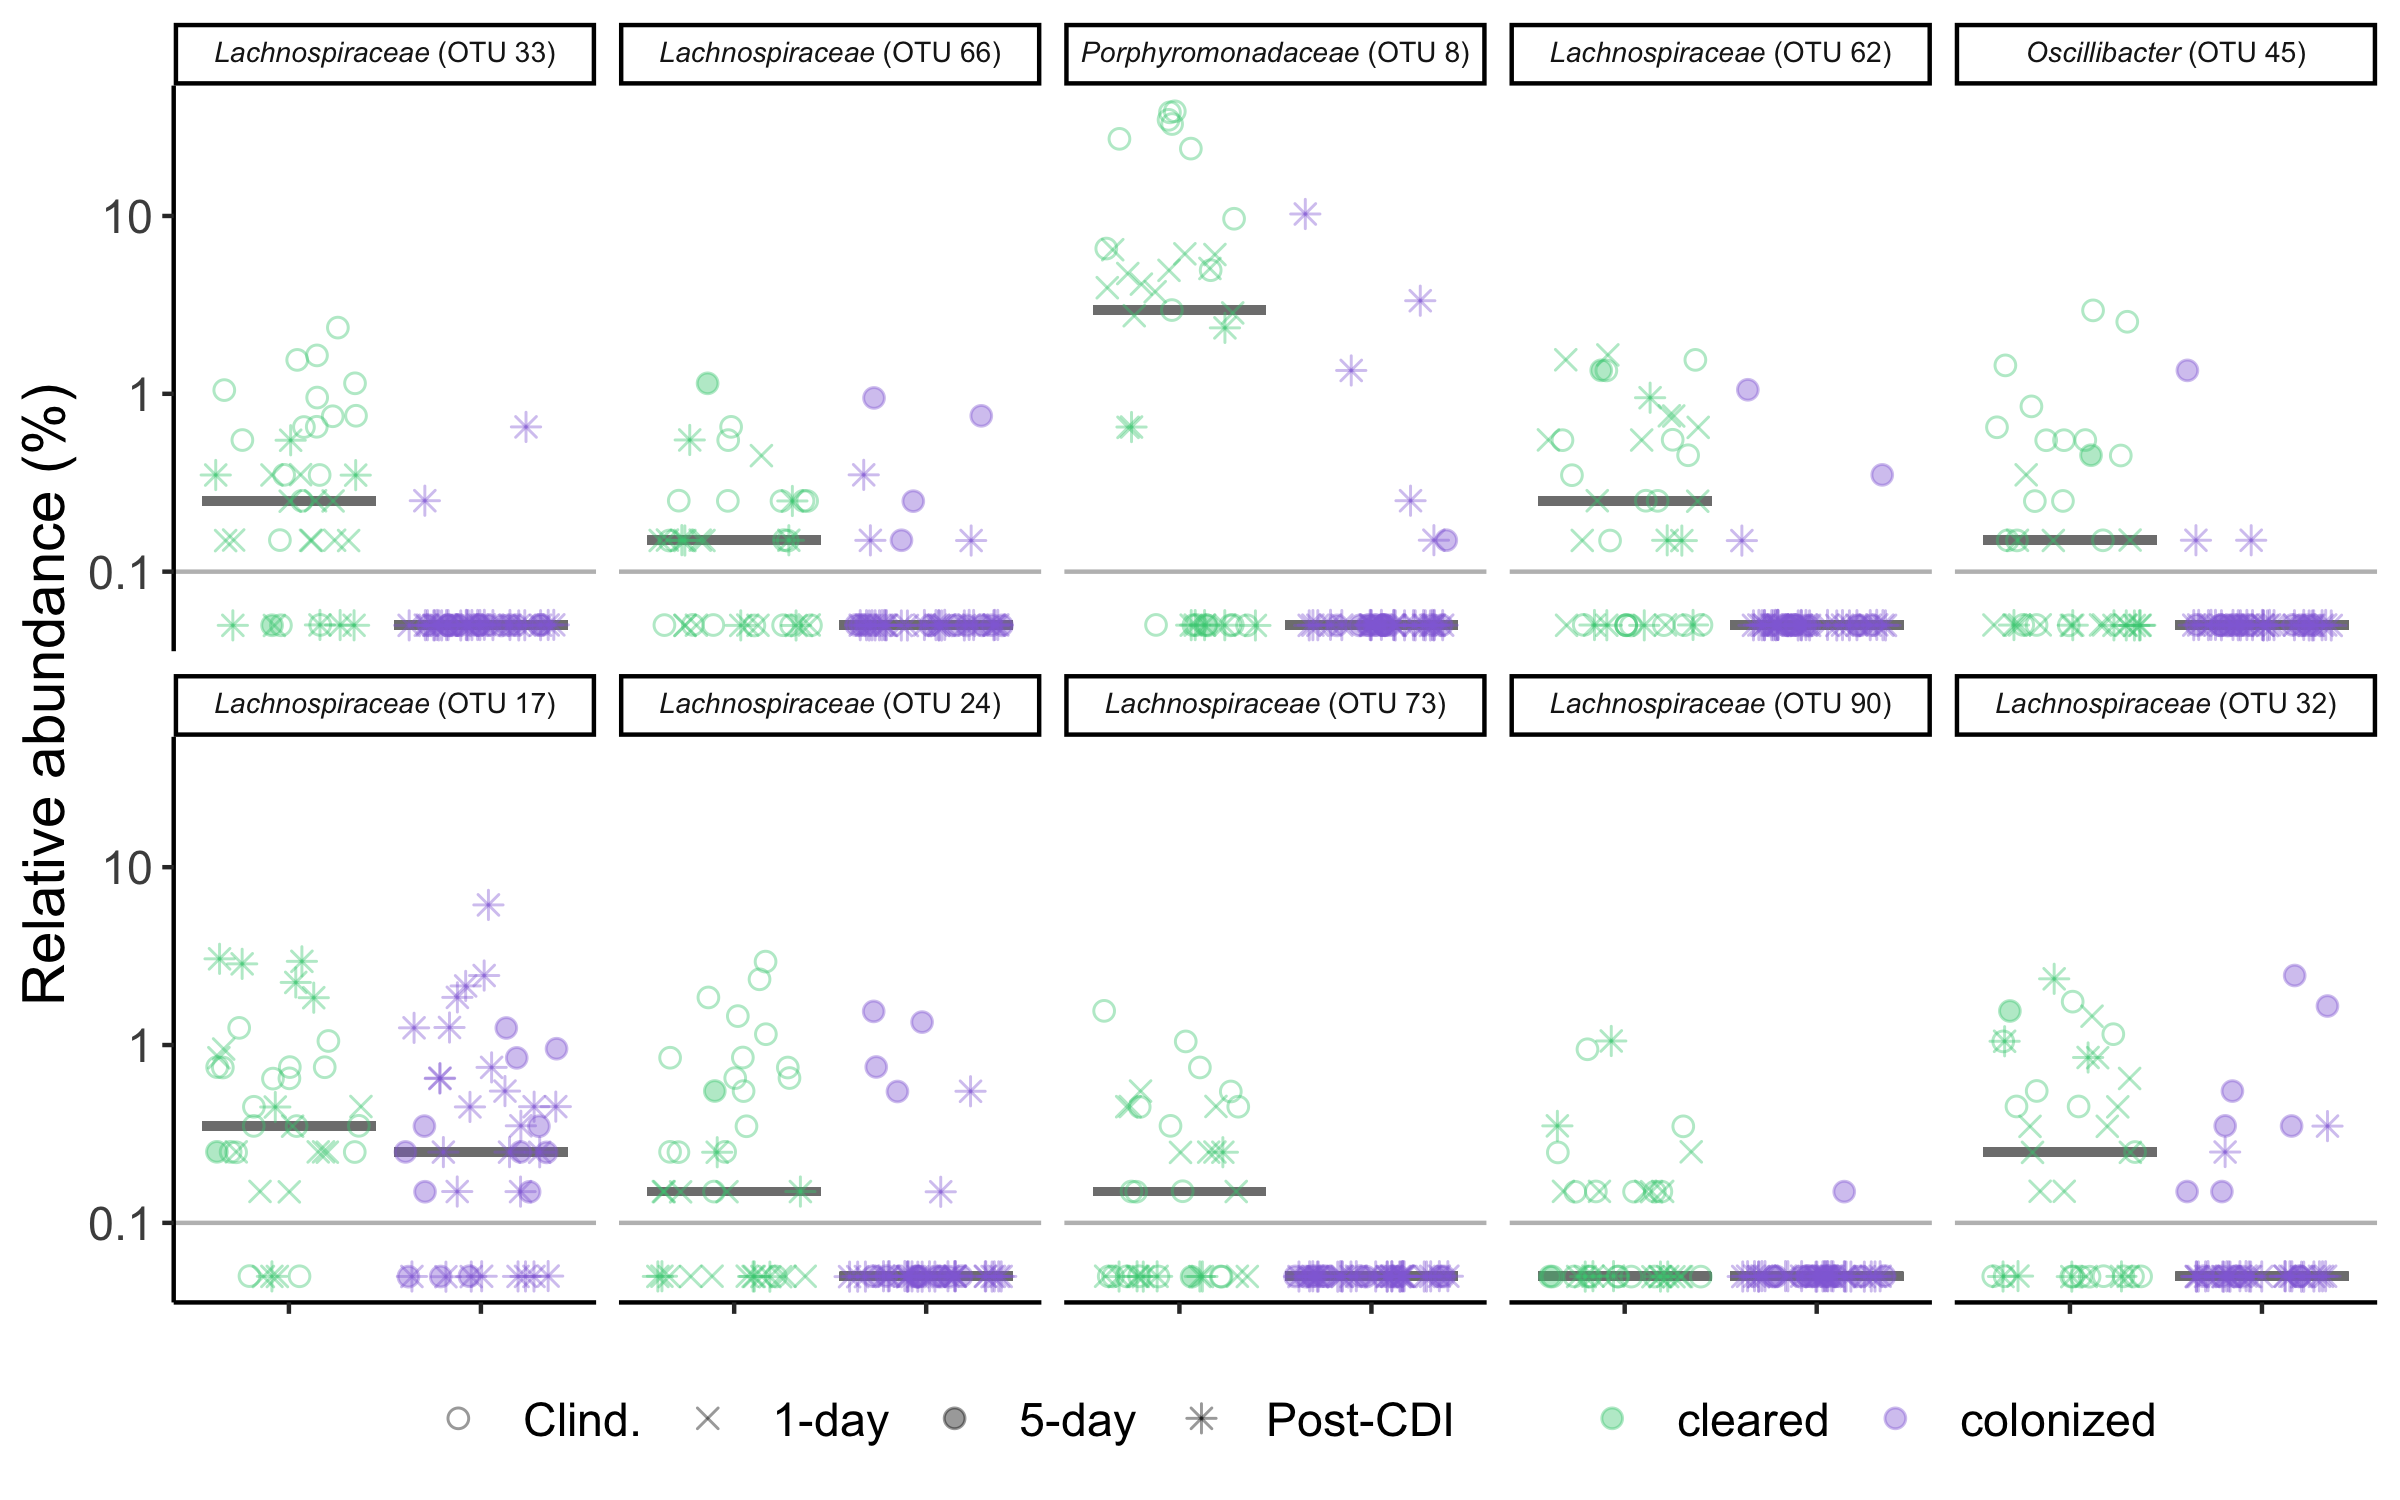 Lachnospiraceae (OTU 33)
Lachnospiraceae (OTU 66)
Porphyromonadaceae (OTU 8)
Lachnospiraceae (OTU 62)
Oscillibacter (OTU 45)
10
1
0.1
Relative abundance (%)
Lachnospiraceae (OTU 17)
Lachnospiraceae (OTU 24)
Lachnospiraceae (OTU 73)
Lachnospiraceae (OTU 90)
Lachnospiraceae (OTU 32)
10
1
0.1
Clind.
1-day
5-day
Post-CDI
cleared
colonized